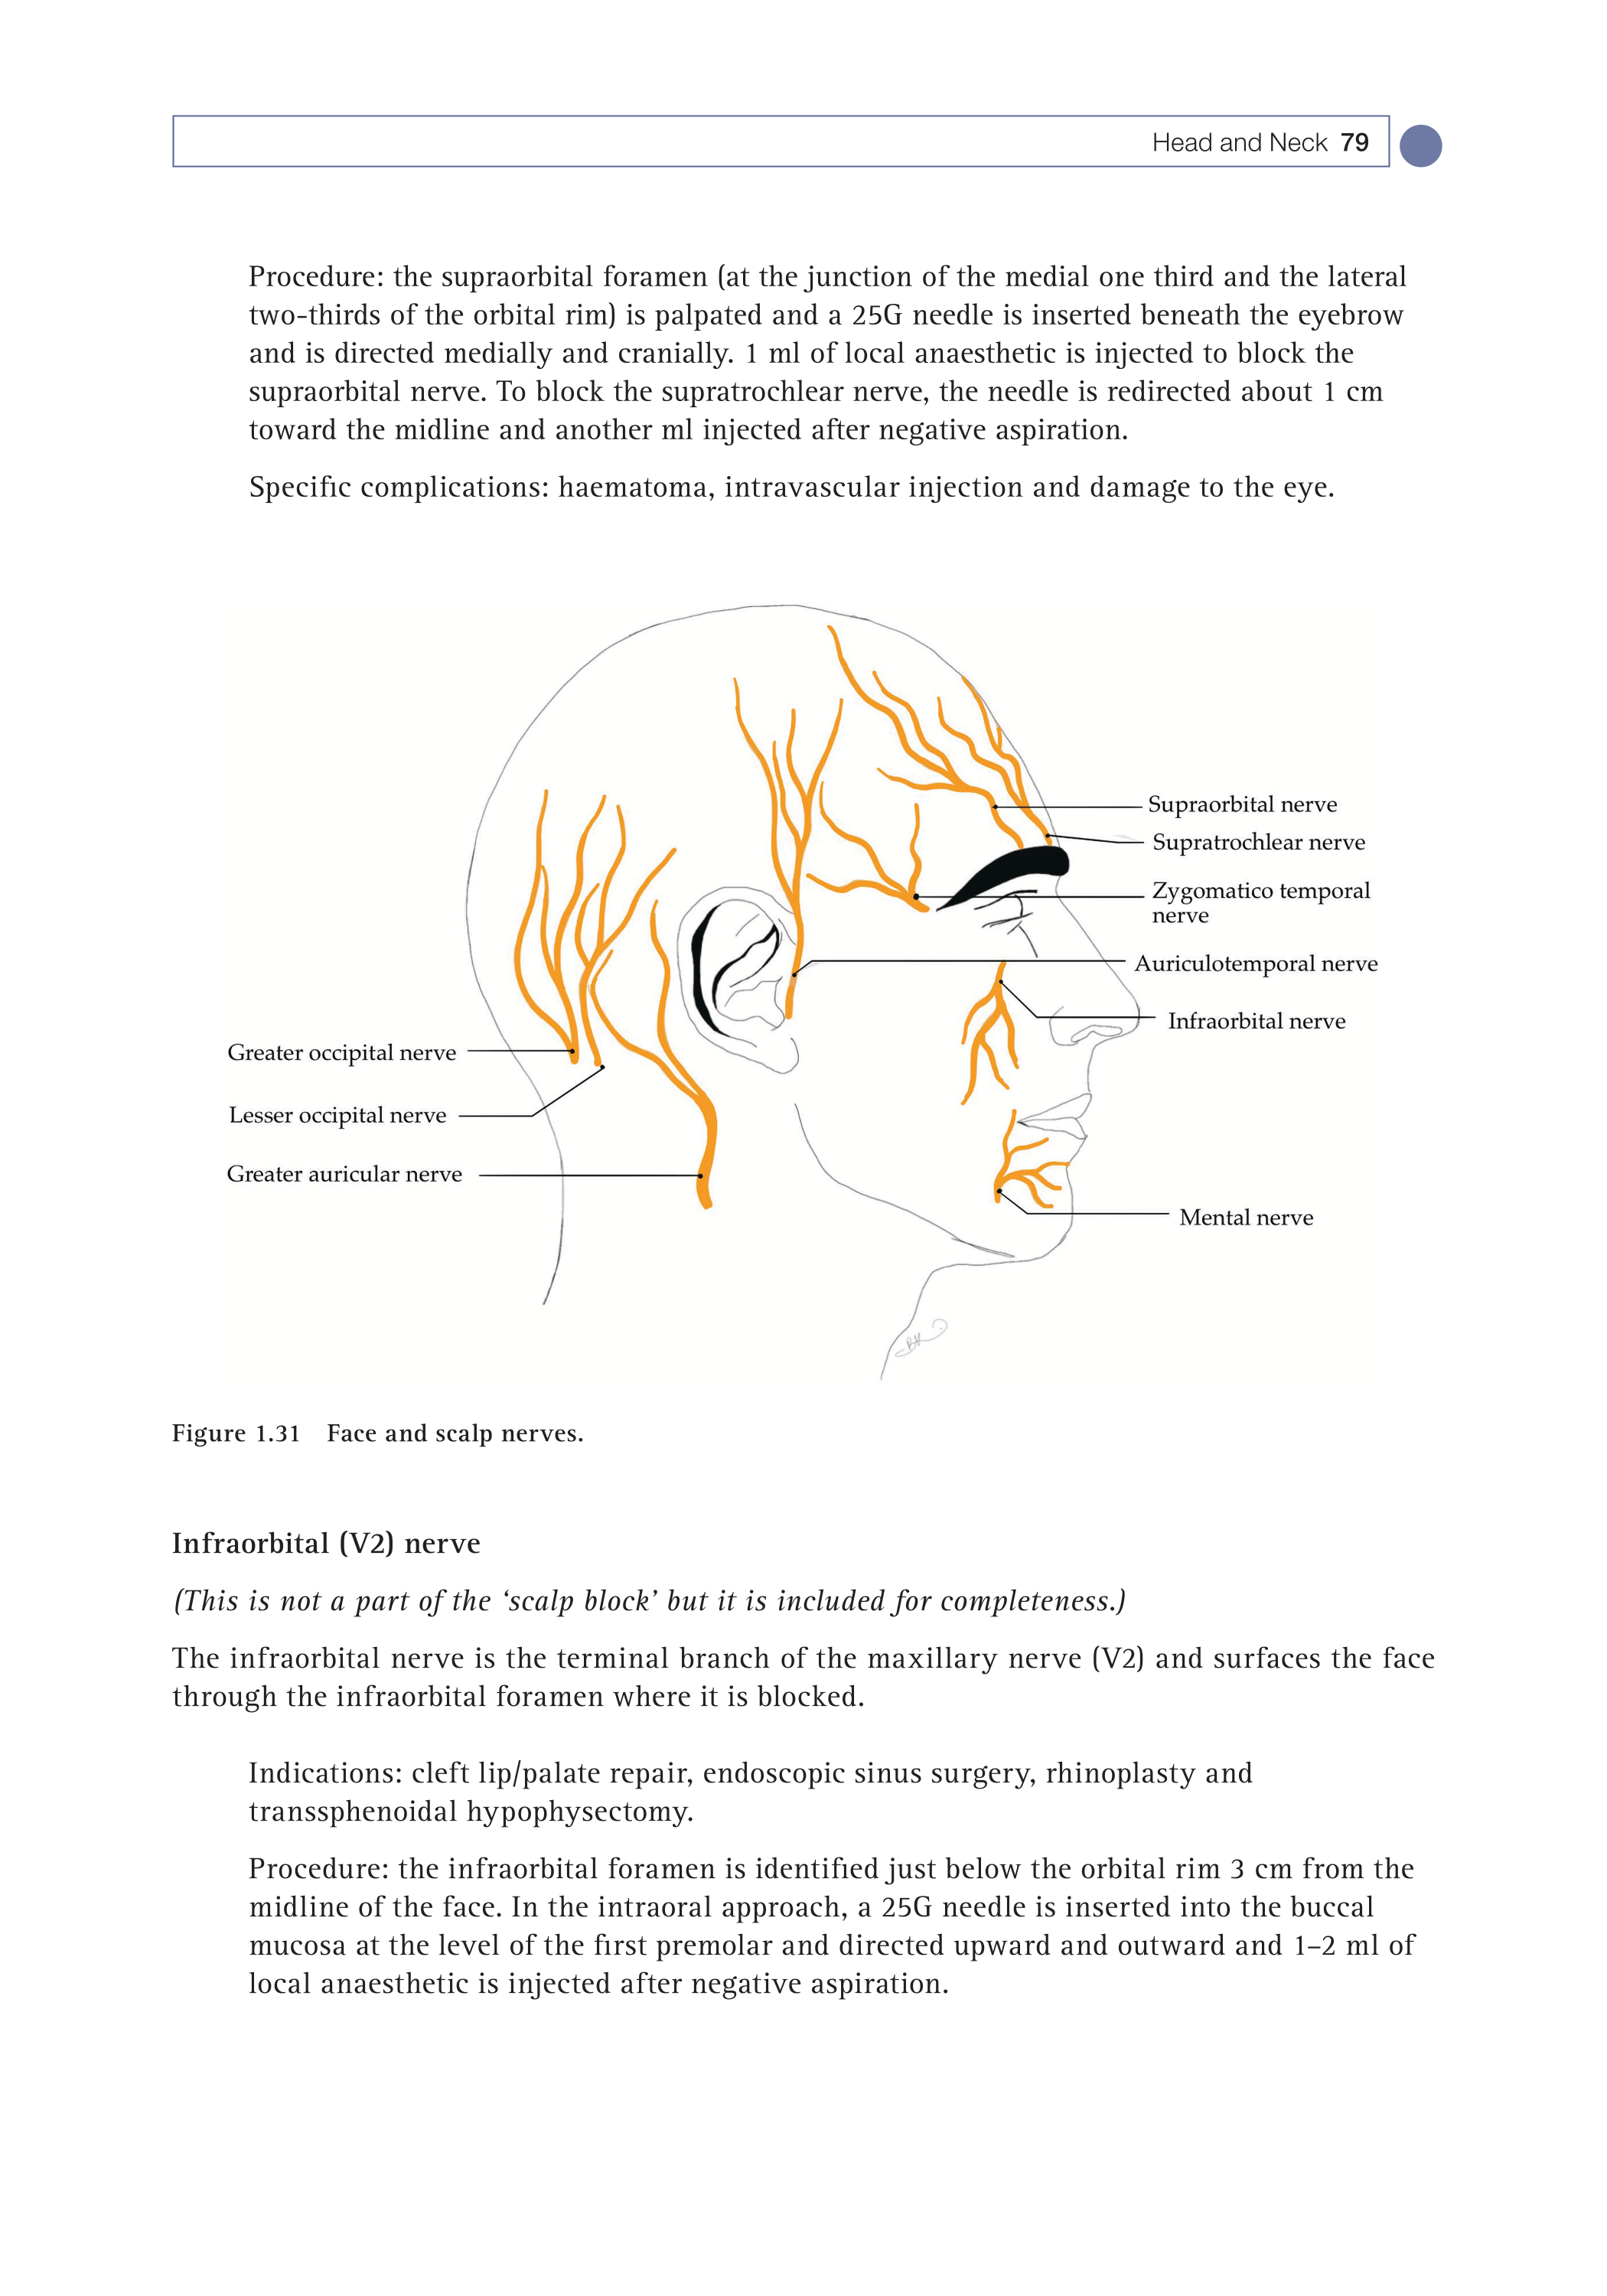 Head and Neck 79
Procedure: the supraorbital foramen (at the junction of the medial one third and the lateral
two-thirds of the orbital rim) is palpated and a 25G needle is inserted beneath the eyebrow
and is directed medially and cranially. 1 ml of local anaesthetic is injected to block the
supraorbital nerve. To block the supratrochlear nerve, the needle is redirected about 1 cm
toward the midline and another ml injected after negative aspiration.
Specific complications: haematoma, intravascular injection and damage to the eye.
Supraorbital nerve
Supratrochlear nerve
Zygomatico temporal
nerve
Auriculotemporal nerve
Infraorbital nerve
Greater occipital nerve
Lesser occipital nerve
Greater auricular nerve
Mental nerve
Figure 1.31 Face and scalp nerves.
Infraorbital (V2) nerve
(This is not a part of the ‘scalp block’ but it is included for completeness.)
The infraorbital nerve is the terminal branch of the maxillary nerve (V2) and surfaces the face
through the infraorbital foramen where it is blocked.
Indications: cleft lip/palate repair, endoscopic sinus surgery, rhinoplasty and
transsphenoidal hypophysectomy.
Procedure: the infraorbital foramen is identified just below the orbital rim 3 cm from the
midline of the face. In the intraoral approach, a 25G needle is inserted into the buccal
mucosa at the level of the first premolar and directed upward and outward and 1–2 ml of
local anaesthetic is injected after negative aspiration.